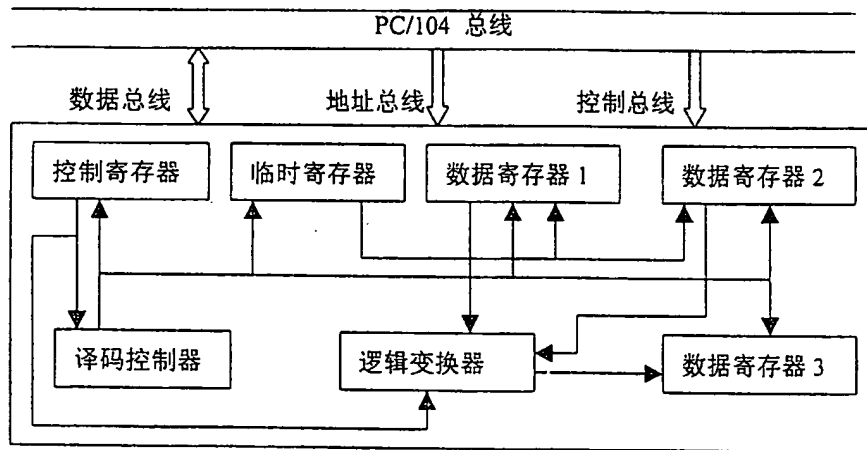 PC/104 总线
数据总线
地址总线
控制总线
控制寄存器
临时寄存器
数据寄存器 1
数据寄存器 2
译码控制器
逻辑变换器
数据寄存器 3